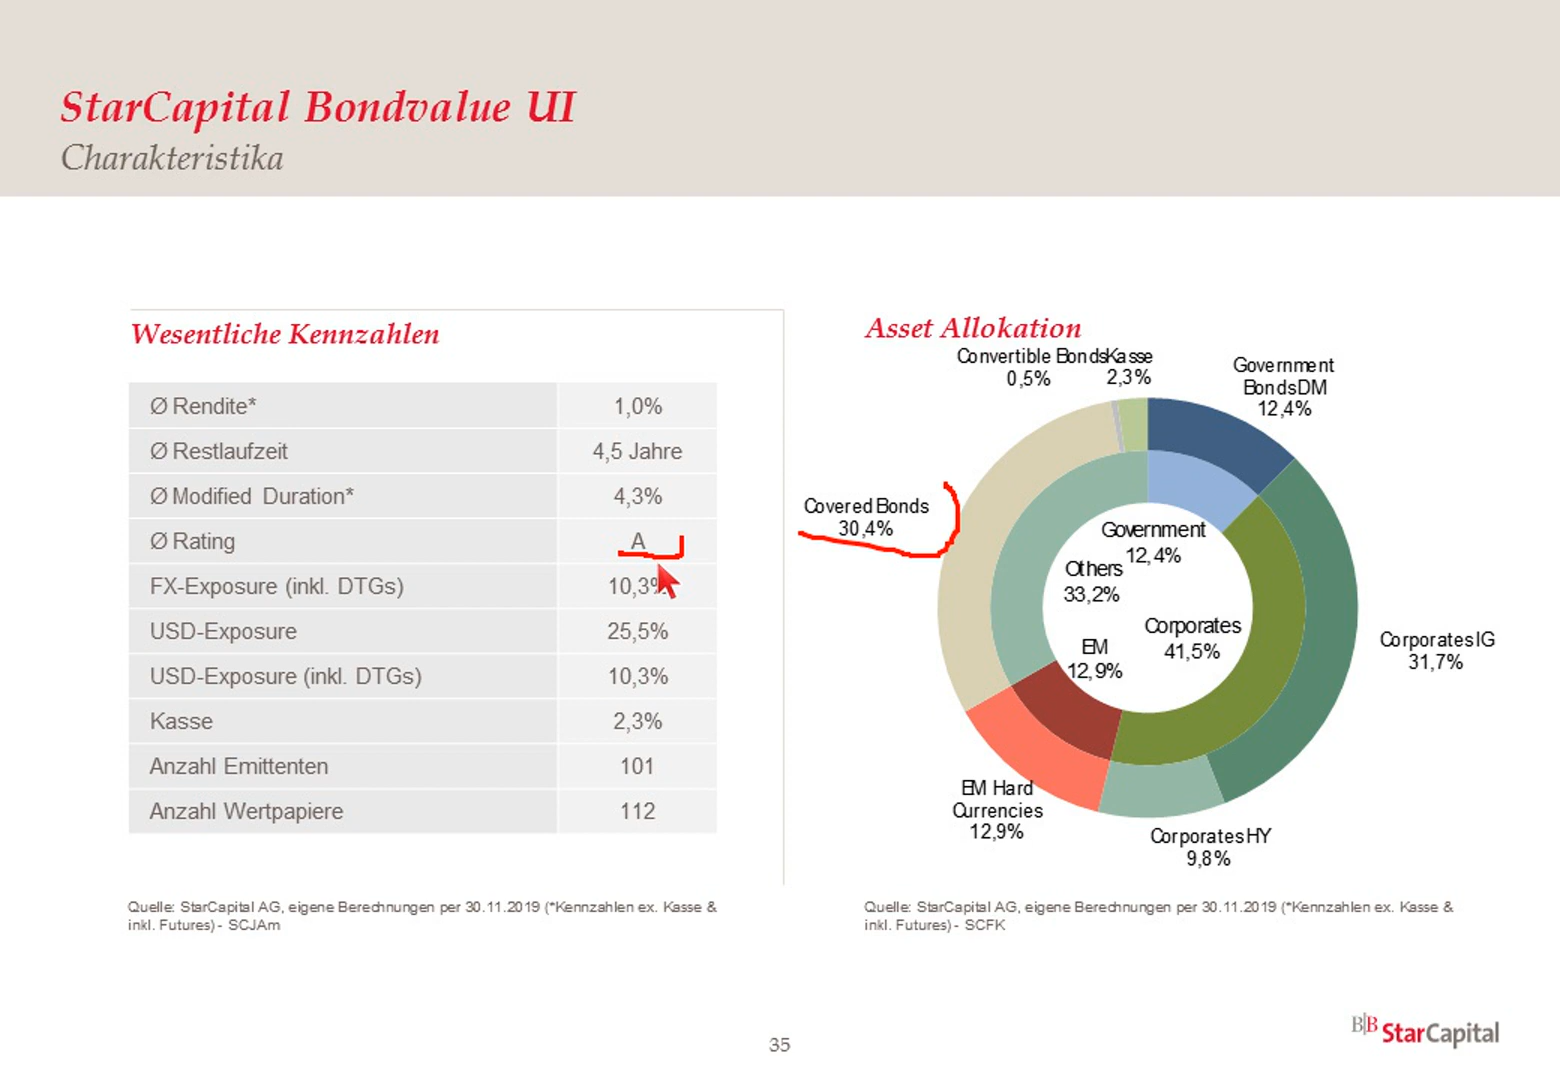 StarCapital Bondvalue UI
Charakteristika
Wesentliche Kennzahlen
Ø Rendite* 1,0%
Ø Restlaufzeit 4,5 Jahre
Ø Modified Duration* 4,3%
Ø Rating A
FX-Exposure (inkl. DTGs) 10,3%
USD-Exposure 25,5%
USD-Exposure (inkl. DTGs) 10,3%
Kasse 2,3%
Anzahl Emittenten 101
Anzahl Wertpapiere 112
Quelle: StarCapital AG, eigene Berechnungen per 30.11.2019 (*Kennzahlen ex. Kasse &
inkl. Futures) - SCJAm
Asset Allokation
Convertible Bonds
0,5%
Kasse
2,3%
Government
Bonds DM
12,4%
Covered Bonds
30,4%
Government
12,4%
Others
33,2%
Corporates
41,5%
EM
12,9%
Corporates IG
31,7%
EM Hard
Currencies
12,9%
Corporates HY
9,8%
Quelle: StarCapital AG, eigene Berechnungen per 30.11.2019 (*Kennzahlen ex. Kasse &
inkl. Futures) - SCFK
35
B|B StarCapital